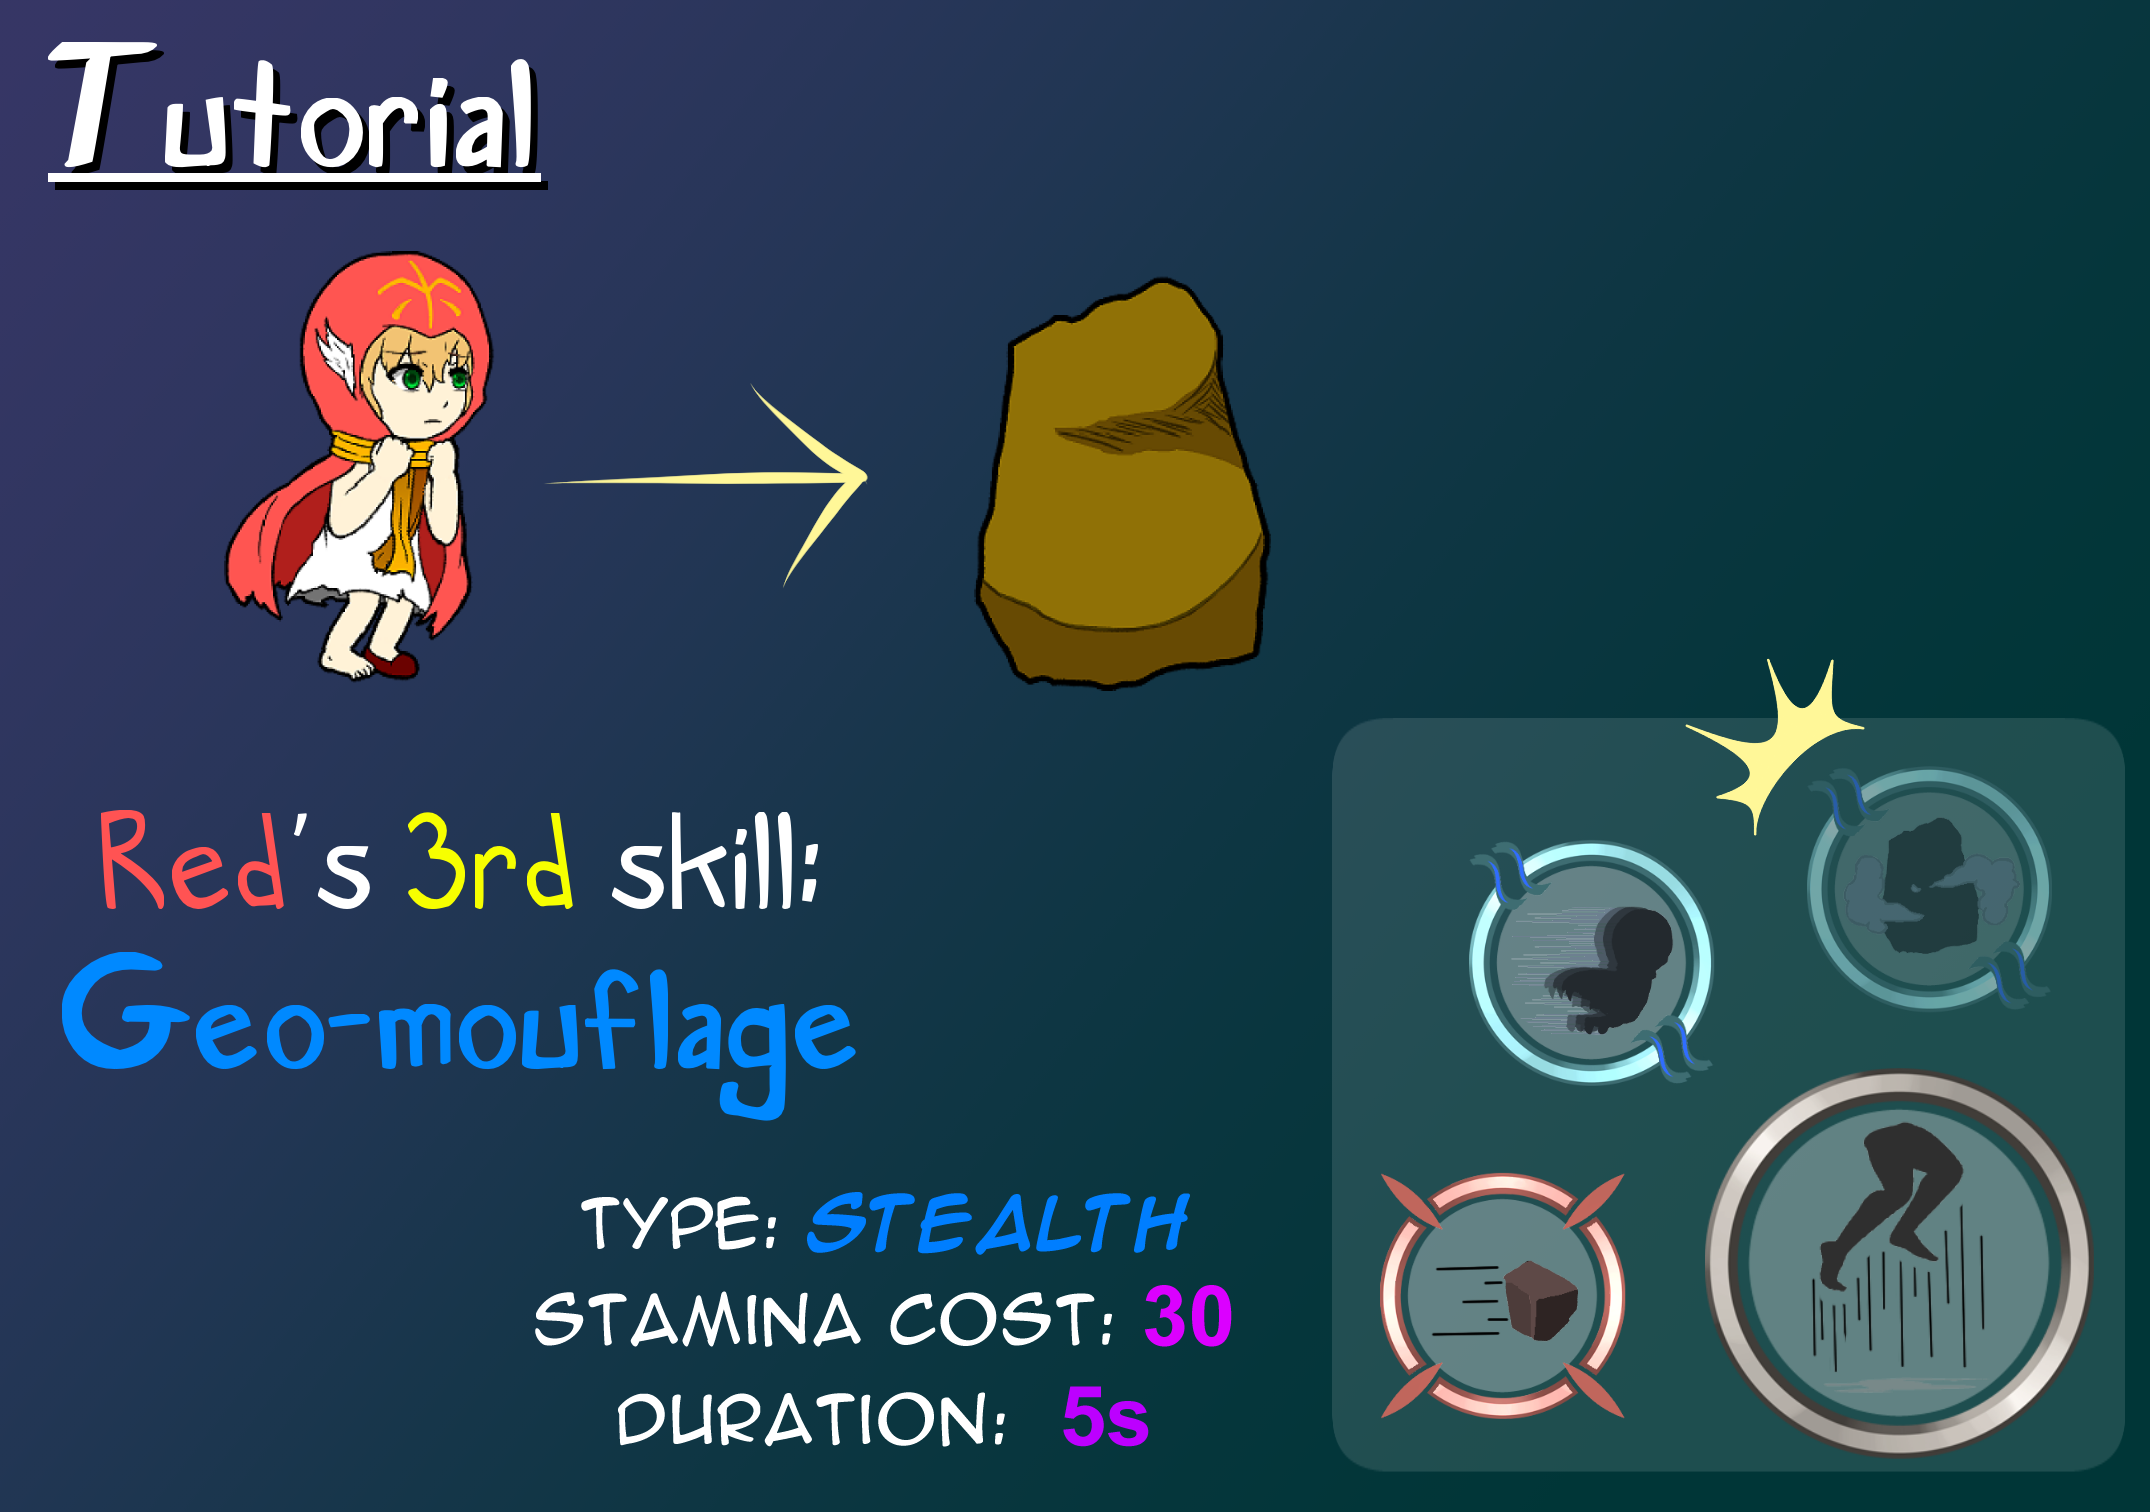 Tutorial
Red's 3rd skill:
Geo-mouflage
TYPE: STEALTH
STAMINA COST: 30
DURATION: 5s